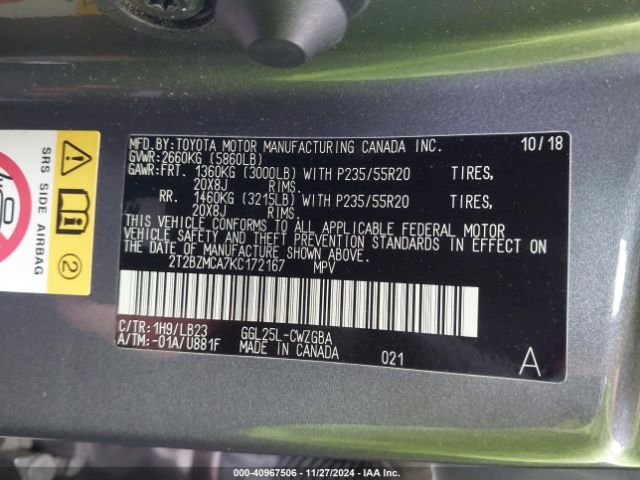 MFD.BY:TOYOTA MOTOR MANUFACTURING CANADA INC. 10/18
GVWR:2660KG (5860LB)
GAWR:FRT. 1360KG (3000LB) WITH P235/55R20 TIRES,
20X8J RIMS.
RR. 1460KG (3215LB) WITH P235/55R20 TIRES,
20X8J RIMS.
THIS VEHICLE CONFORMS TO ALL APPLICABLE FEDERAL MOTOR
VEHICLE SAFETY AND THEFT PREVENTION STANDARDS IN EFFECT ON
THE DATE OF MANUFACTURE SHOWN ABOVE.
2T2BZMCA7KC172167 MPV
C/TR: 1H9/LB23 GGL25L-CWZGBA
A/TM:-01A/U881F MADE IN CANADA 021 A
SRS SIDE AIRBAG
2
000-40967506 - 11/27/2024 - IAA Inc.